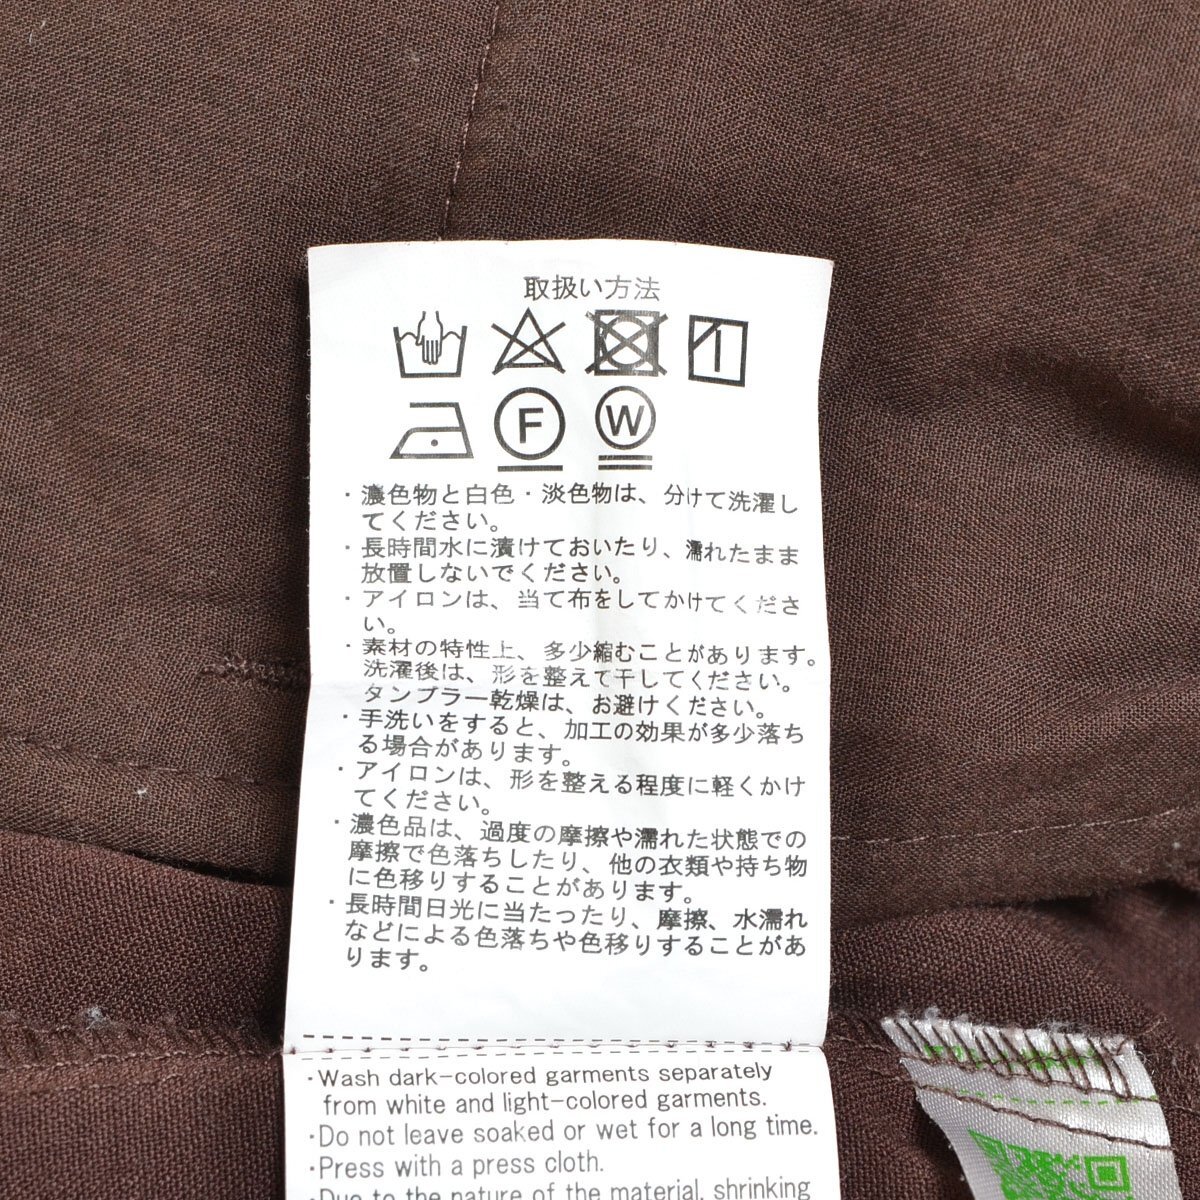 取扱い方法
F W
・濃色物と白色・淡色物は、分けて洗濯し
てください。
・長時間水に漬けておいたり、濡れたまま
放置しないでください。
・アイロンは、当て布をしてかけてくださ
い。
・素材の特性上、多少縮むことがあります。
洗濯後は、形を整えて干してください。
タンブラー乾燥は、お避けください。
・手洗いをすると、加工の効果が多少落ち
る場合があります。
・アイロンは、形を整える程度に軽くかけ
てください。
・濃色品は、過度の摩擦や濡れた状態での
摩擦で色落ちしたり、他の衣類や持ち物
に色移りすることがあります。
・長時間日光に当たったり、摩擦、水濡れ
などによる色落ちや色移りすることがあ
ります。
・Wash dark-colored garments separately
from white and light-colored garments.
・Do not leave soaked or wet for a long time.
・Press with a press cloth.
・Due to the nature of the material, shrinking